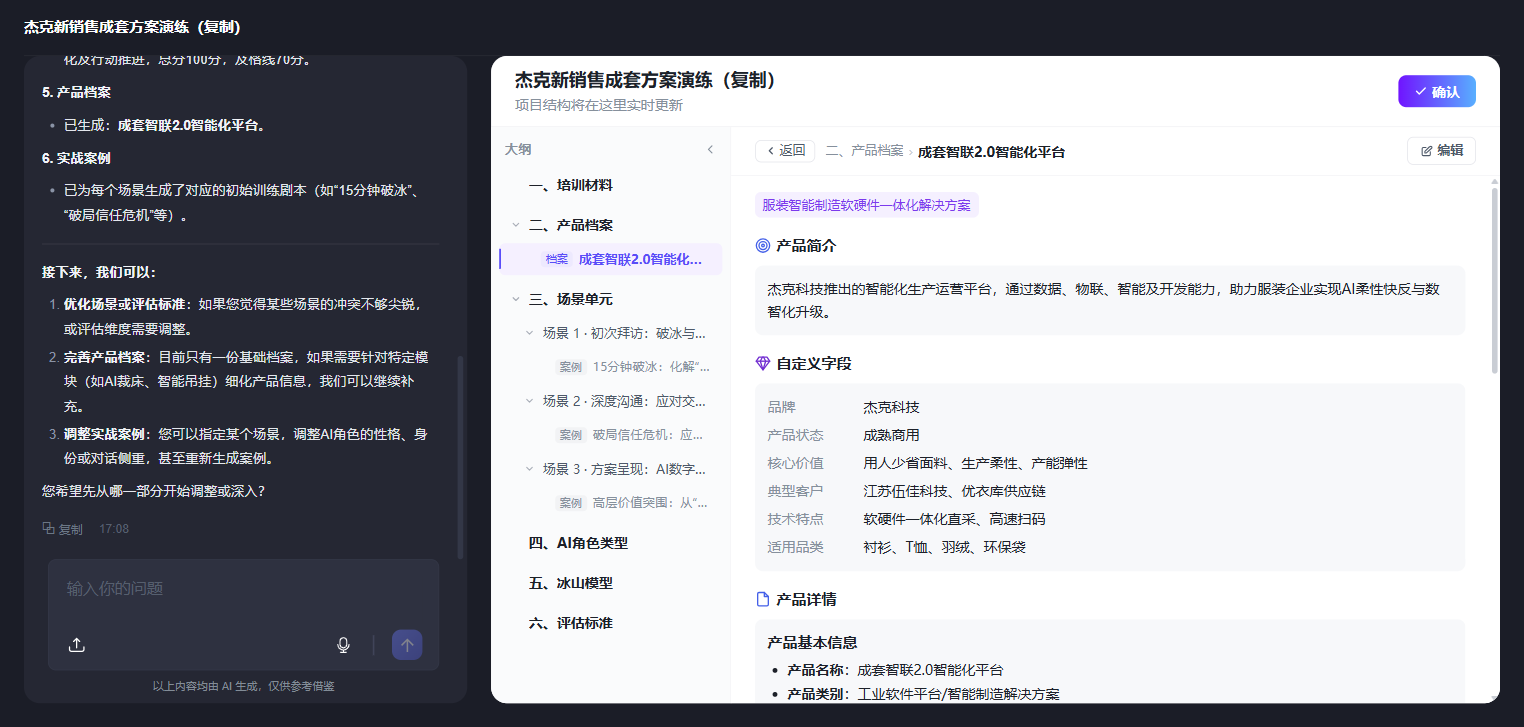 杰克新销售成套方案演练（复制）
化及行动推进，总分100分，及格线70分。
5. 产品档案
已生成：成套智联2.0智能化平台。
6. 实战案例
已为每个场景生成了对应的初始训练剧本（如“15分钟破冰”、
“破局信任危机”等）。
接下来，我们可以：
1. 优化场景或评估标准：如果您觉得某些场景的冲突不够尖锐，
或评估维度需要调整。
2. 完善产品档案：目前只有一份基础档案，如果需要针对特定模
块（如AI裁床、智能吊挂）细化产品信息，我们可以继续补
充。
3. 调整实战案例：您可以指定某个场景，调整AI角色的性格、身
份或对话侧重，甚至重新生成案例。
您希望先从哪一部分开始调整或深入？
复制 17:08
输入你的问题
以上内容均由 AI 生成，仅供参考借鉴
杰克新销售成套方案演练（复制）
项目结构将在这里实时更新
确认
大纲
一、培训材料
二、产品档案
档案 成套智联2.0智能化...
三、场景单元
场景 1 · 初次拜访：破冰与...
案例 15分钟破冰：化解“...
场景 2 · 深度沟通：应对交...
案例 破局信任危机：应...
场景 3 · 方案呈现：AI数字...
案例 高层价值突围：从“...
四、AI角色类型
五、冰山模型
六、评估标准
返回 二、产品档案 › 成套智联2.0智能化平台
编辑
服装智能制造软硬件一体化解决方案
产品简介
杰克科技推出的智能化生产运营平台，通过数据、物联、智能及开发能力，助力服装企业实现AI柔性快反与数
智化升级。
自定义字段
品牌 杰克科技
产品状态 成熟商用
核心价值 用人少省面料、生产柔性、产能弹性
典型客户 江苏伍佳科技、优衣库供应链
技术特点 软硬件一体化直采、高速扫码
适用品类 衬衫、T恤、羽绒、环保袋
产品详情
产品基本信息
产品名称：成套智联2.0智能化平台
产品类别：工业软件平台/智能制造解决方案